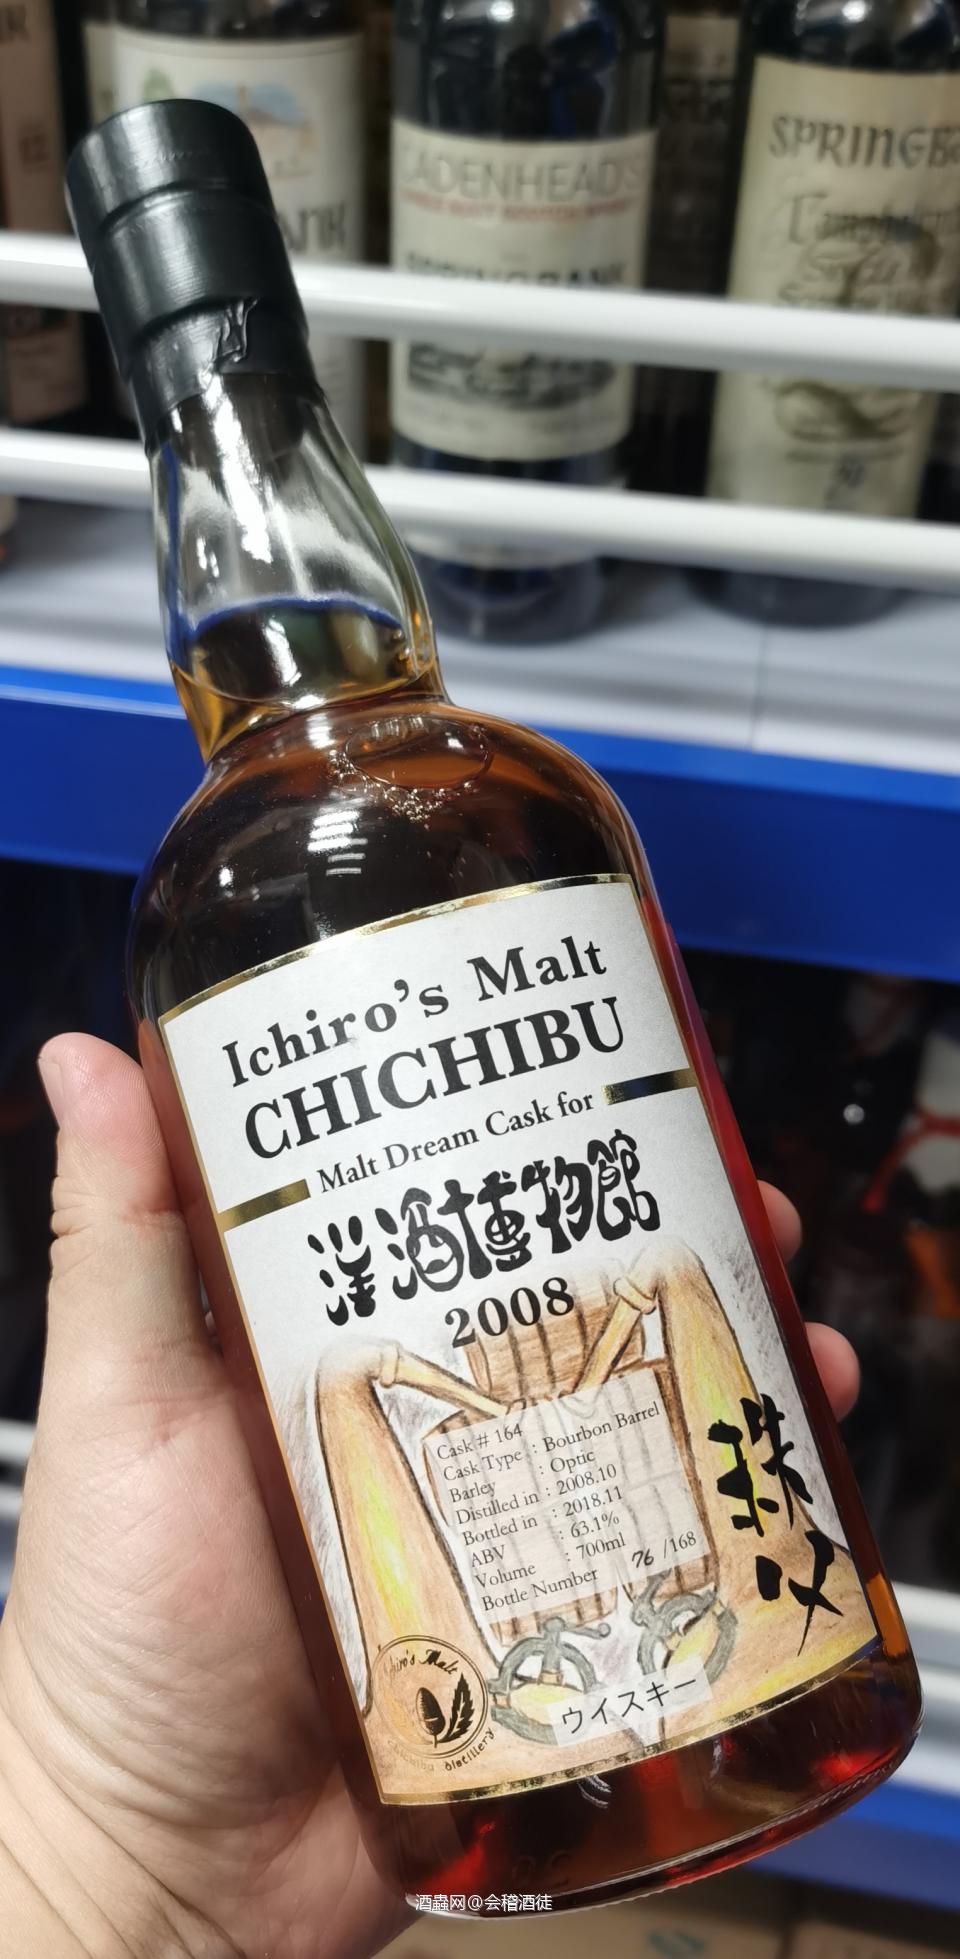 CADENHEAD'S
SPRINGBANK
SPRINGB
Ichiro's Malt
CHICHIBU
Malt Dream Cask for
洋酒博物館
2008
Cask # 164
Cask Type : Bourbon Barrel
Barley : Optic
Distilled in : 2008.10
Bottled in : 2018.11
ABV : 63.1%
Volume : 700ml
Bottle Number 76 /168
秩父
Ichiro's Malt
Chichibu distillery
ウイスキー
酒蟲网@会稽酒徒